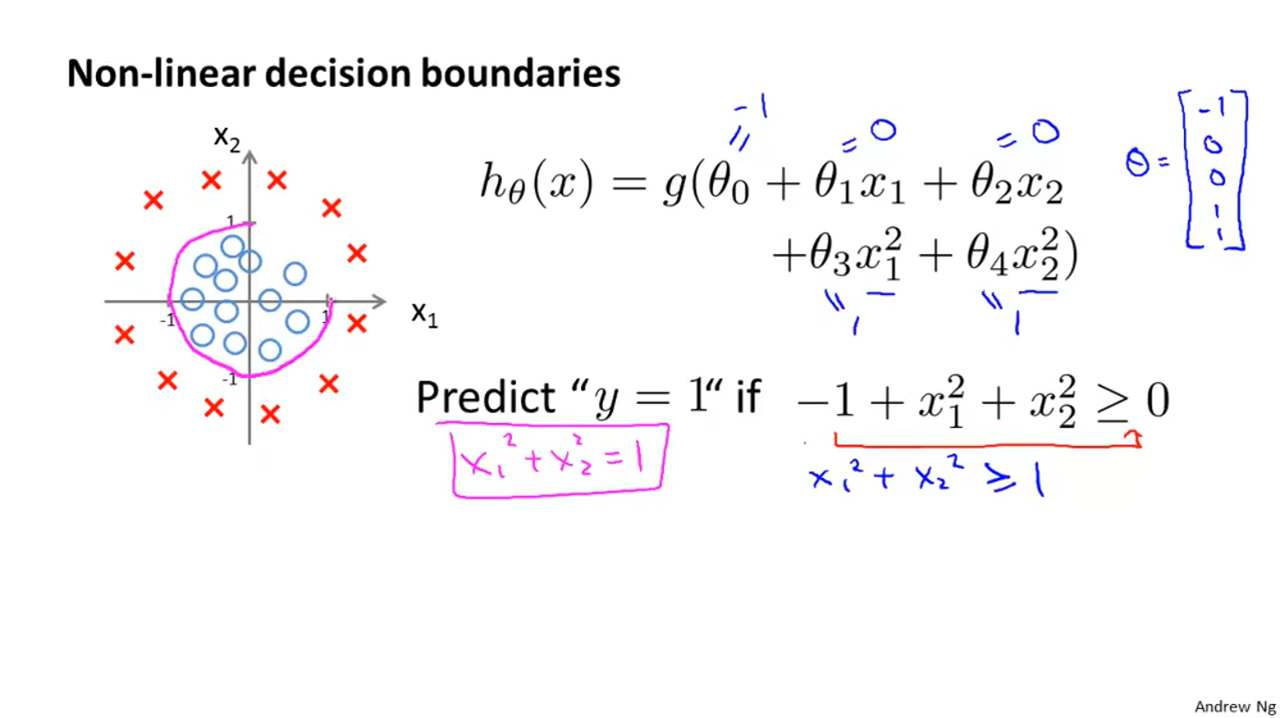 Non-linear decision boundaries
x₂
1
-1
1
-1
x₁
-1
= 0
= 0
h_θ(x) = g(θ₀ + θ₁x₁ + θ₂x₂
+θ₃x₁² + θ₄x₂²)
= 1
= 1
θ = [-1 0 0 1 1]
Predict “y = 1“ if −1 + x₁² + x₂² ≥ 0
x₁² + x₂² = 1
x₁² + x₂² ≥ 1
Andrew Ng